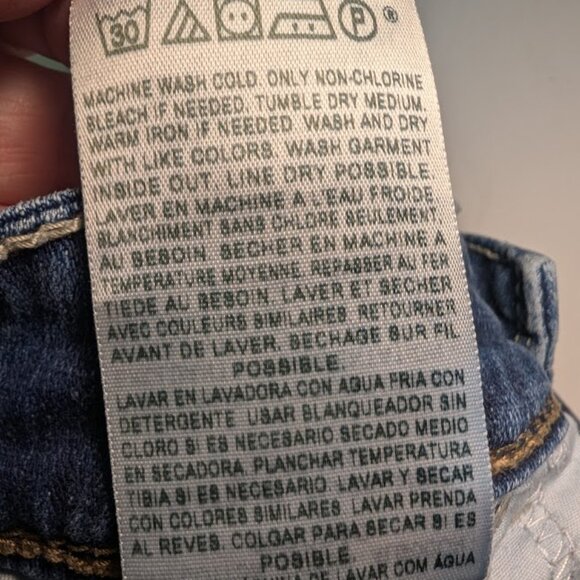 30 P ®
MACHINE WASH COLD. ONLY NON-CHLORINE
BLEACH IF NEEDED. TUMBLE DRY MEDIUM.
WARM IRON IF NEEDED. WASH AND DRY
WITH LIKE COLORS. WASH GARMENT
INSIDE OUT. LINE DRY POSSIBLE.
LAVER EN MACHINE A L'EAU FROIDE.
BLANCHIMENT SANS CHLORE SEULEMENT.
AU BESOIN. SECHER EN MACHINE A
TEMPERATURE MOYENNE. REPASSER AU FER
TIEDE AU BESOIN. LAVER ET SECHER
AVEC COULEURS SIMILAIRES. RETOURNER
AVANT DE LAVER. SECHAGE SUR FIL
POSSIBLE.
LAVAR EN LAVADORA CON AGUA FRIA CON
DETERGENTE. USAR BLANQUEADOR SIN
CLORO SI ES NECESARIO SECADO MEDIO
EN SECADORA. PLANCHAR TEMPERATURA
TIBIA SI ES NECESARIO. LAVAR Y SECAR
CON COLORES SIMILARES. LAVAR PRENDA
AL REVES. COLGAR PARA SECAR SI ES
POSIBLE.
LAVAR COM ÁGUA